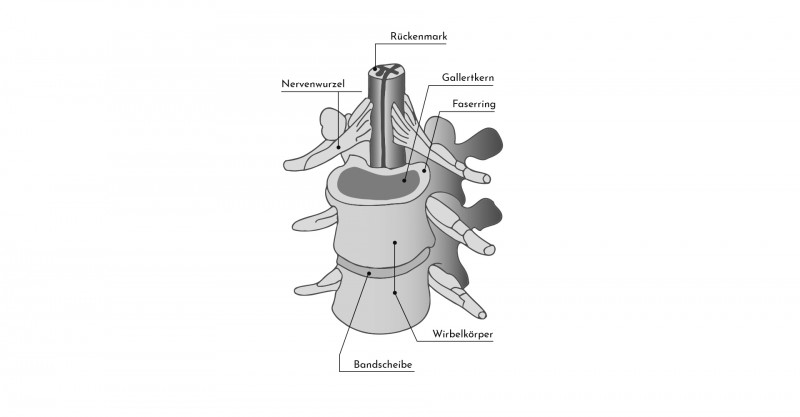 Rückenmark
Gallertkern
Nervenwurzel
Faserring
Wirbelkörper
Bandscheibe